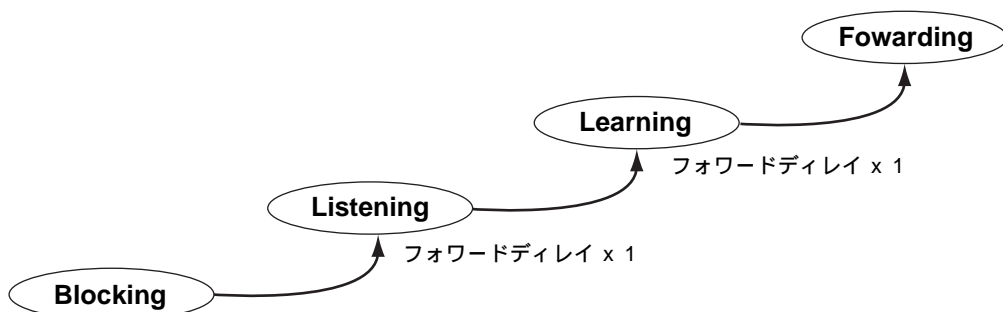 Fowarding
Learning
フォワードディレイ x 1
Listening
フォワードディレイ x 1
Blocking